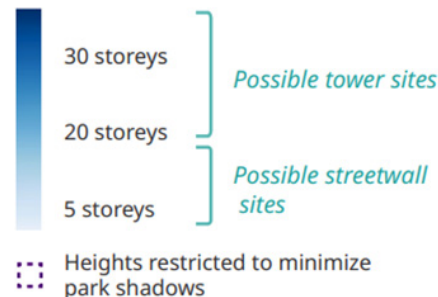 30 storeys
Possible tower sites
20 storeys
Possible streetwall
sites
5 storeys
Heights restricted to minimize
park shadows